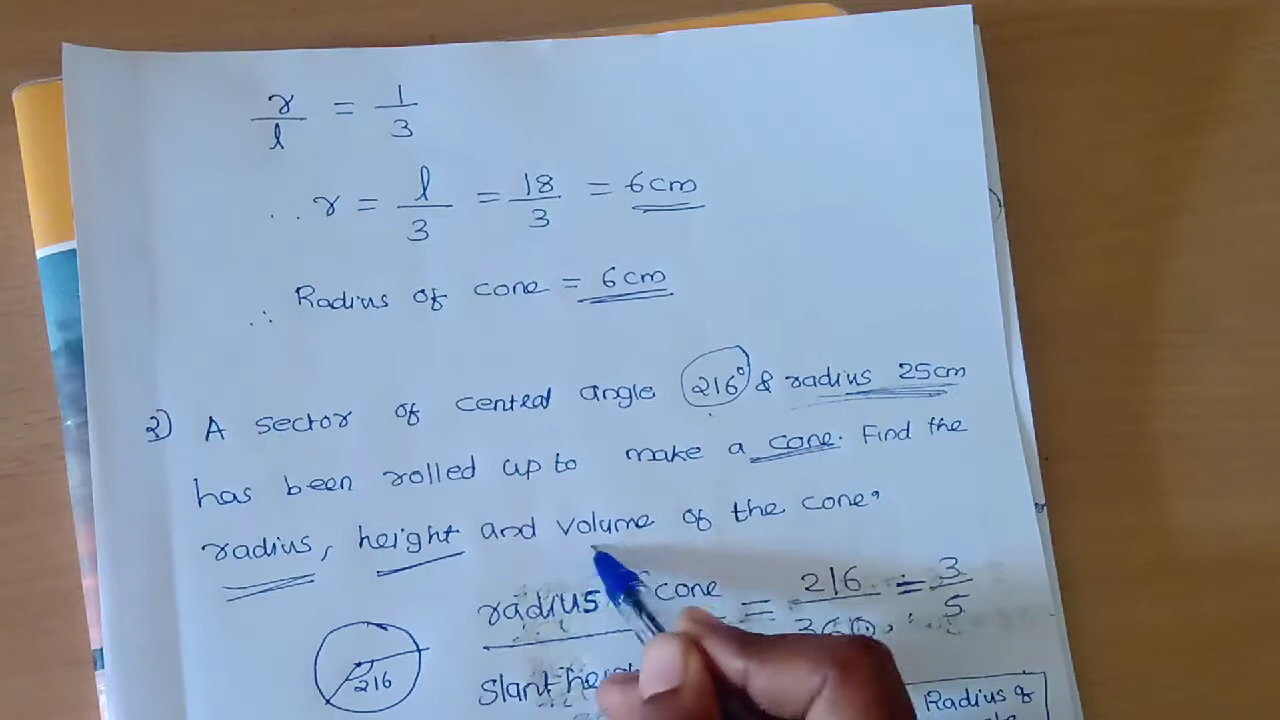 r/l = 1/3
∴ r = l/3 = 18/3 = 6cm
∴ Radius of cone = 6cm
2) A sector of central angle 216° & radius 25cm
has been rolled up to make a cone. Find the
radius, height and volume of the cone?
radius of cone = 216/360 = 3/5
216
Slant
Radius of